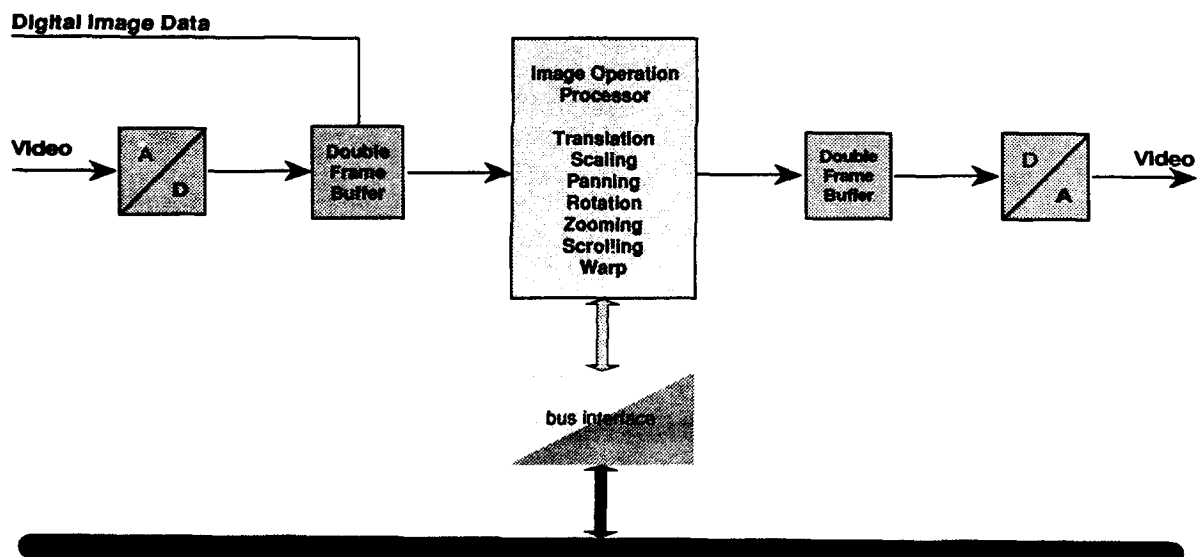 Digital Image Data
Video
A
D
Double
Frame
Buffer
Image Operation
Processor
Translation
Scaling
Panning
Rotation
Zooming
Scrolling
Warp
Double
Frame
Buffer
D
A
Video
bus interface